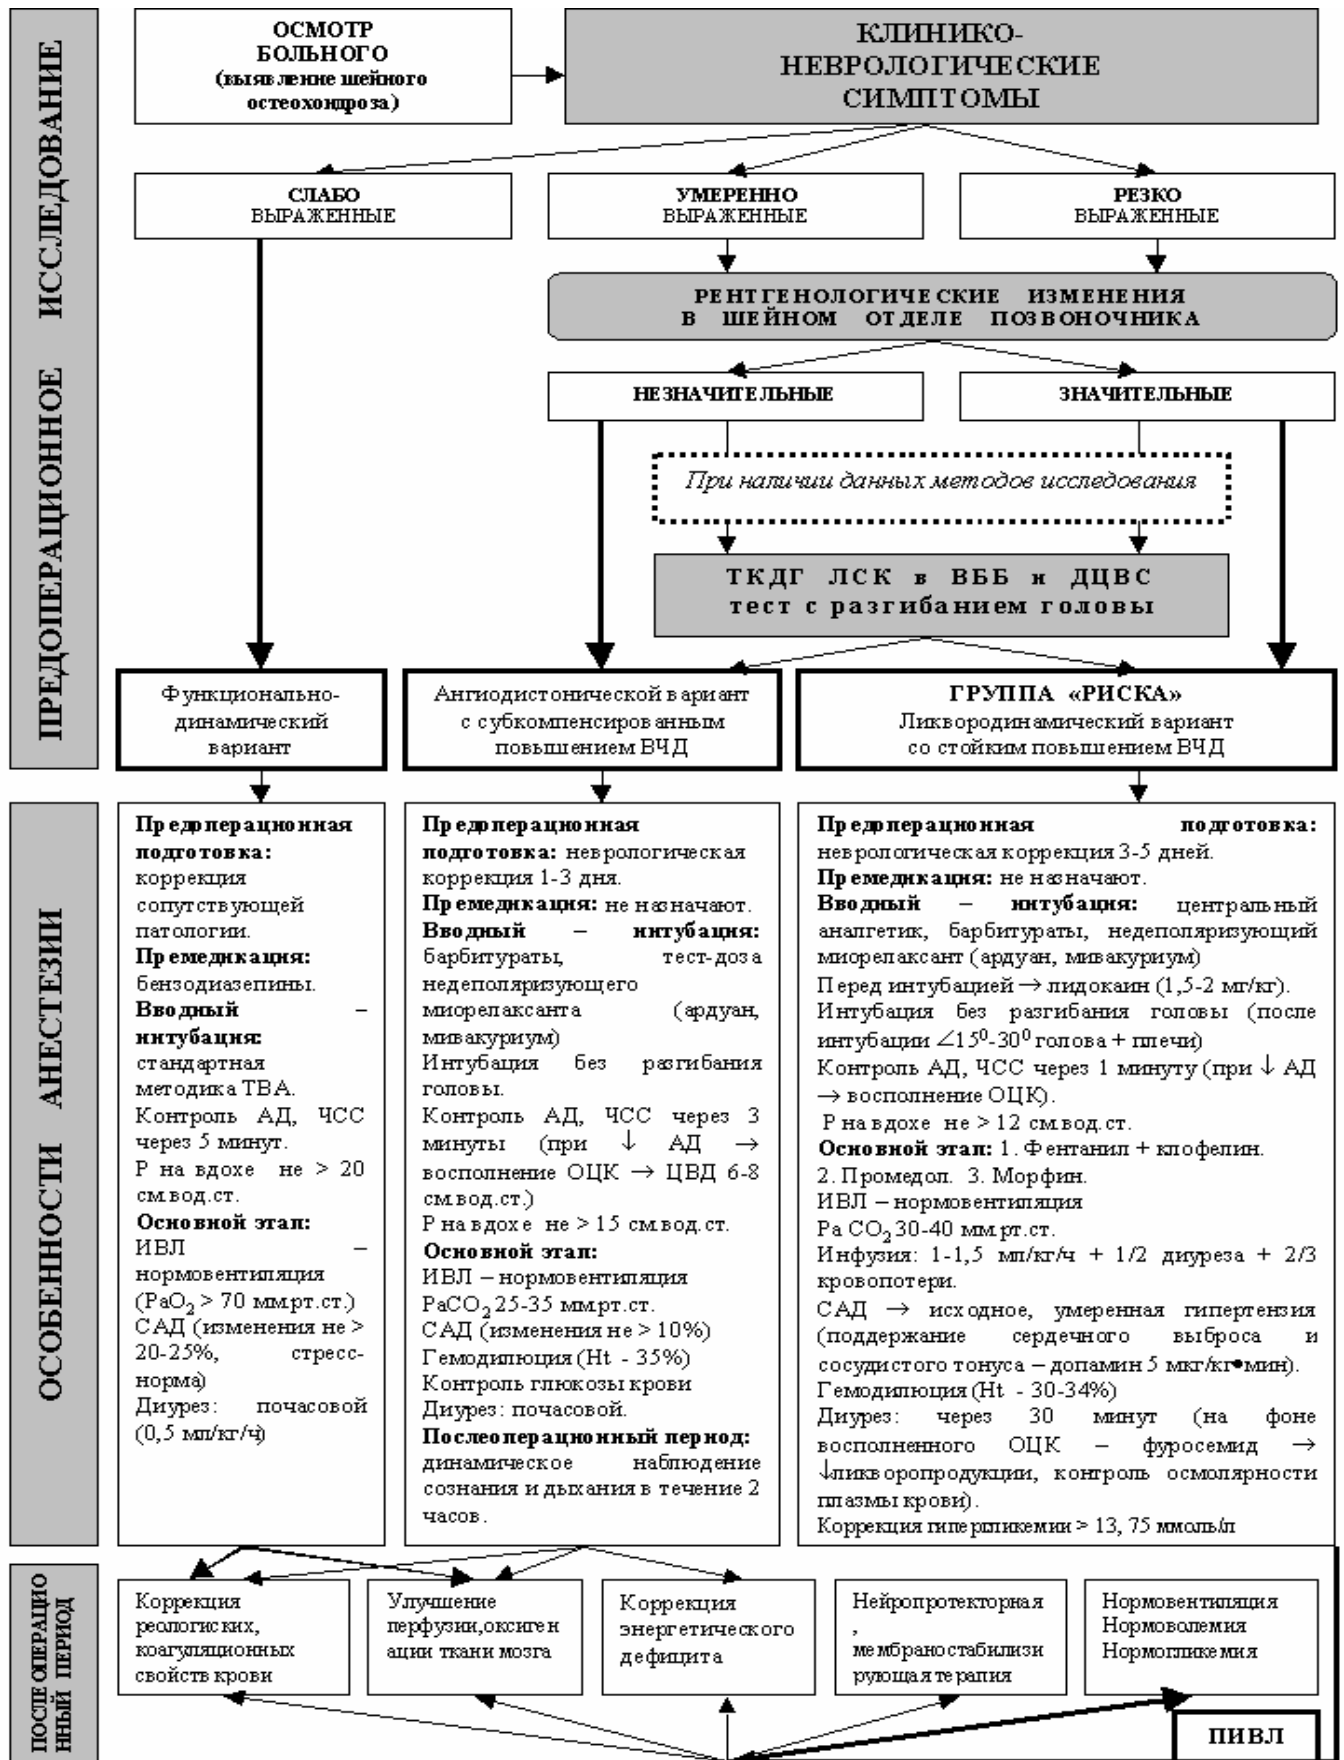 ПРЕДОПЕРАЦИОННОЕ ИССЛЕДОВАНИЕ
ОСМОТР
БОЛЬНОГО
(выявление шейного
остеохондроза)
КЛИНИКО-
НЕВРОЛОГИЧЕСКИЕ
СИМПТОМЫ
СЛАБО
ВЫРАЖЕННЫЕ
УМЕРЕННО
ВЫРАЖЕННЫЕ
РЕЗКО
ВЫРАЖЕННЫЕ
РЕНТГЕНОЛОГИЧЕСКИЕ ИЗМЕНЕНИЯ
В ШЕЙНОМ ОТДЕЛЕ ПОЗВОНОЧНИКА
НЕЗНАЧИТЕЛЬНЫЕ
ЗНАЧИТЕЛЬНЫЕ
При наличии данных методов исследования
ТКДГ ЛСК в ВББ и ДЦВС
тест с разгибанием головы
Функционально-
динамический
вариант
Ангиодистонической вариант
с субкомпенсированным
повышением ВЧД
ГРУППА «РИСКА»
Ликвородинамический вариант
со стойким повышением ВЧД
ОСОБЕННОСТИ АНЕСТЕЗИИ
Предоперационная
подготовка:
коррекция
сопутствующей
патологии.
Премедикация:
бензодиазепины.
Вводный –
интубация:
стандартная
методика ТВА.
Контроль АД, ЧСС
через 5 минут.
Р на вдохе не > 20
см.вод.ст.
Основной этап:
ИВЛ –
нормовентиляция
(PaO₂ > 70 мм.рт.ст.)
САД (изменения не >
20-25%, стресс-
норма)
Диурез: почасовой
(0,5 мл/кг/ч)
Предоперационная
подготовка: неврологическая
коррекция 1-3 дня.
Премедикация: не назначают.
Вводный – интубация:
барбитураты, тест-доза
недеполяризующего
миорелаксанта (ардуан,
мивакуриум)
Интубация без разгибания
головы.
Контроль АД, ЧСС через 3
минуты (при ↓ АД →
восполнение ОЦК → ЦВД 6-8
см.вод.ст.)
Р на вдохе не > 15 см.вод.ст.
Основной этап:
ИВЛ – нормовентиляция
PaCO₂ 25-35 мм.рт.ст.
САД (изменения не > 10%)
Гемодилюция (Ht - 35%)
Контроль глюкозы крови
Диурез: почасовой.
Послеоперационный период:
динамическое наблюдение
сознания и дыхания в течение 2
часов.
Предоперационная подготовка:
неврологическая коррекция 3-5 дней.
Премедикация: не назначают.
Вводный – интубация: центральный
аналгетик, барбитураты, недеполяризующий
миорелаксант (ардуан, мивакуриум)
Перед интубацией → лидокаин (1,5-2 мг/кг).
Интубация без разгибания головы (после
интубации ∠15⁰-30⁰ голова + плечи)
Контроль АД, ЧСС через 1 минуту (при ↓ АД
→ восполнение ОЦК).
Р на вдохе не > 12 см.вод.ст.
Основной этап: 1. Фентанил + клофелин.
2. Промедол. 3. Морфин.
ИВЛ – нормовентиляция
Pa CO₂ 30-40 мм.рт.ст.
Инфузия: 1-1,5 мл/кг/ч + 1/2 диуреза + 2/3
кровопотери.
САД → исходное, умеренная гипертензия
(поддержание сердечного выброса и
сосудистого тонуса – допамин 5 мкг/кг•мин).
Гемодилюция (Ht - 30-34%)
Диурез: через 30 минут (на фоне
восполненного ОЦК – фуросемид →
↓ликворопродукции, контроль осмолярности
плазмы крови).
Коррекция гипергликемии > 13, 75 ммоль/л
ПОСЛЕОПЕРАЦИО
ННЫЙ ПЕРИОД
Коррекция
реологиских,
коагуляционных
свойств крови
Улучшение
перфузии,оксиген
ации ткани мозга
Коррекция
энергетического
дефицита
Нейропротекторная
,
мембраностабилизи
рующая терапия
Нормовентиляция
Нормоволемия
Нормогликемия
ПИВЛ